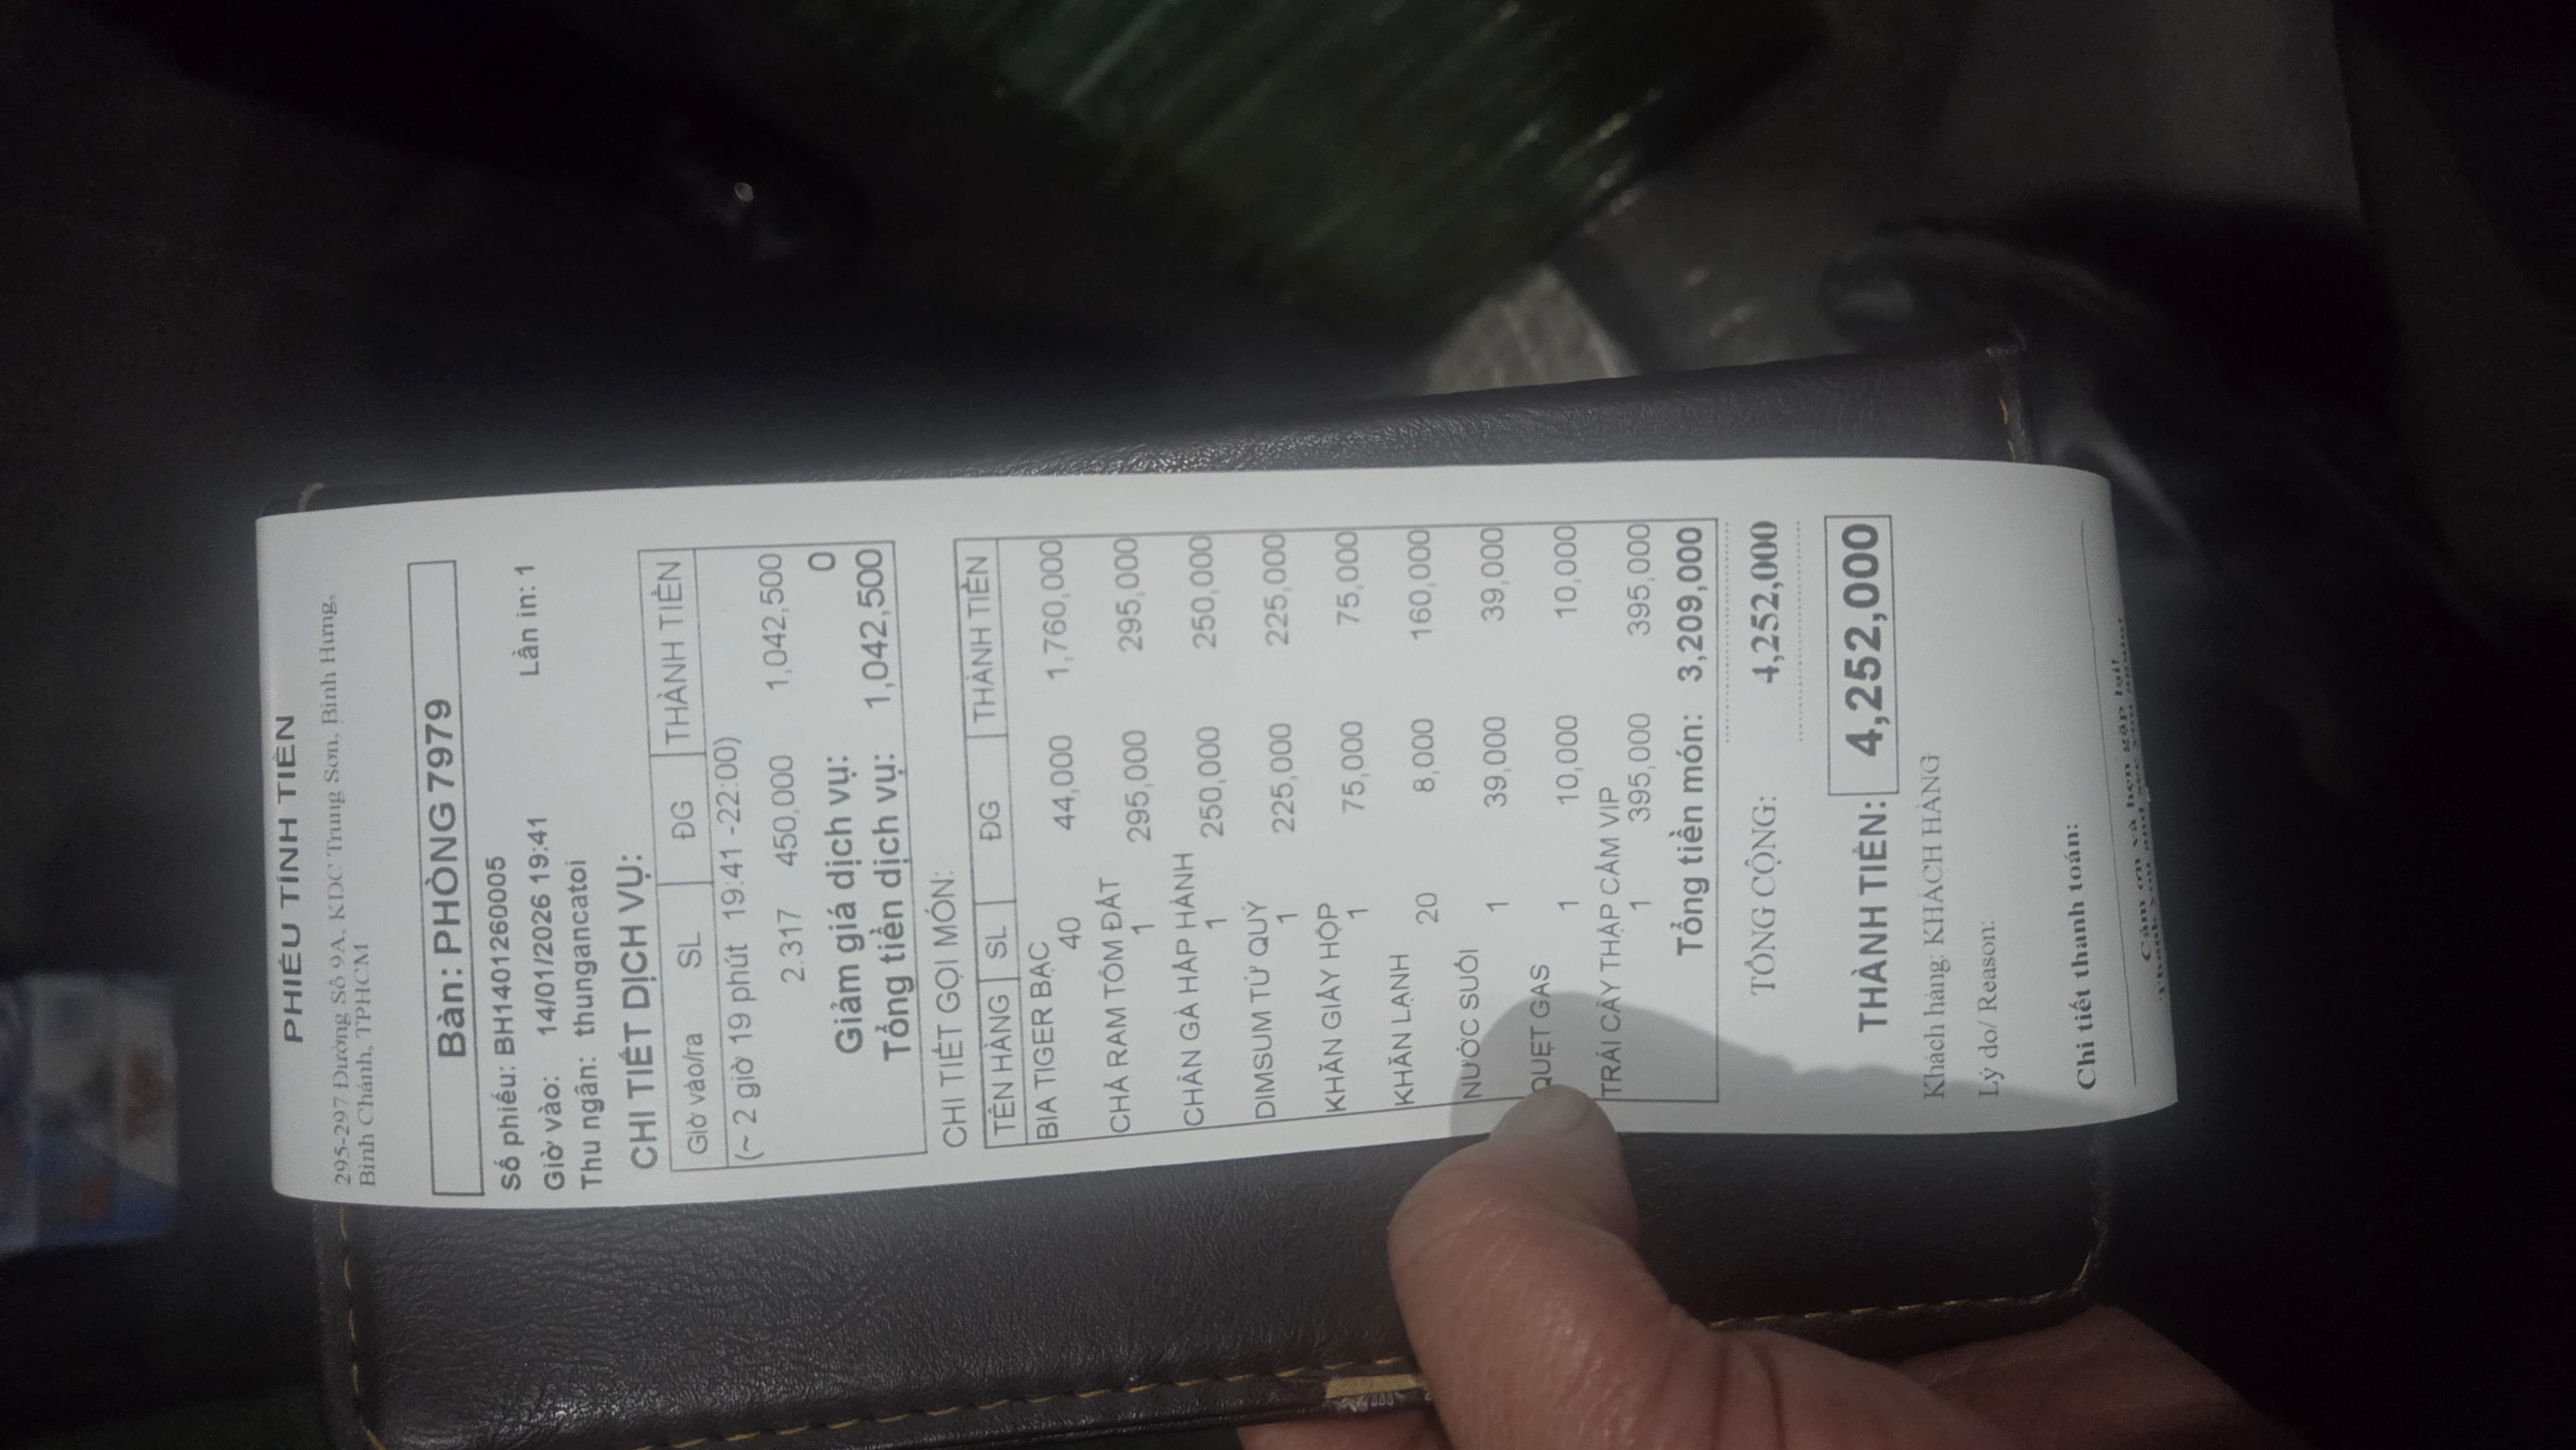 PHIẾU TÍNH TIỀN
295-297 Đường Số 9A, KDC Trung Sơn, Bình Hưng,
Bình Chánh, TPHCM
Bàn: PHÒNG 7979
Số phiếu: BH1401260005
Giờ vào: 14/01/2026 19:41 Lần in: 1
Thu ngân: thungancatoi
CHI TIẾT DỊCH VỤ:
Giờ vào/ra SL ĐG THÀNH TIỀN
(~ 2 giờ 19 phút 19:41 -22:00)
2.317 450,000 1,042,500
Giảm giá dịch vụ: 0
Tổng tiền dịch vụ: 1,042,500
CHI TIẾT GỌI MÓN:
TÊN HÀNG SL ĐG THÀNH TIỀN
BIA TIGER BẠC
40 44,000 1,760,000
CHẢ RAM TÔM ĐẤT
1 295,000 295,000
CHÂN GÀ HẤP HÀNH
1 250,000 250,000
DIMSUM TỨ QUÝ
1 225,000 225,000
KHĂN GIẤY HỘP
1 75,000 75,000
KHĂN LẠNH
20 8,000 160,000
NƯỚC SUỐI
1 39,000 39,000
QUẸT GAS
1 10,000 10,000
TRÁI CÂY THẬP CẨM VIP
1 395,000 395,000
Tổng tiền món: 3,209,000
TỔNG CỘNG: 4,252,000
THÀNH TIỀN: 4,252,000
Khách hàng: KHÁCH HÀNG
Lý do/ Reason:
Chi tiết thanh toán:
Cảm ơn và hẹn gặp lại!